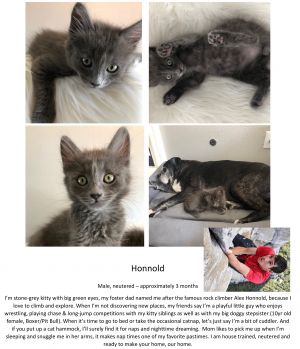 Honnold
Male, neutered – approximately 3 months
I'm stone-grey kitty with big green eyes, my foster dad named me after the famous rock climber Alex Honnold, because I
love to climb and explore. When I'm not discovering new places, my friends say I'm a playful little guy who enjoys
wrestling, playing chase & long-jump competitions with my kitty siblings as well as with my big doggy stepsister (10yr old
female, Boxer/Pit Bull). When it's time to go to bed or take the occasional catnap, let's just say I'm a bit of cuddler. And
if you put up a cat hammock, I'll surely find it for naps and nighttime dreaming. Mom likes to pick me up when I'm
sleeping and snuggle me in her arms, it makes nap times one of my favorite pastimes. I am house trained, neutered and
ready to make your home, our home.